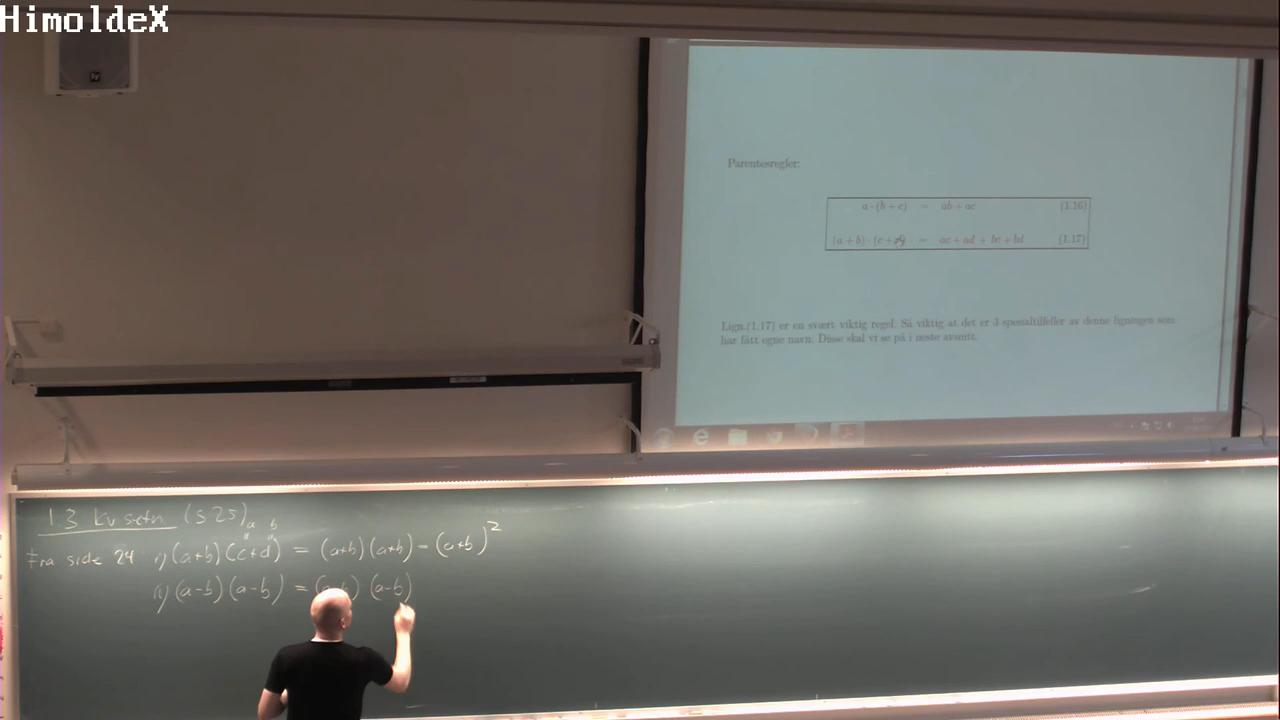 HimoldeX
Parentesregler:
a · (b + c) = ab + ac (1.16)
(a + b) · (c + d) = ac + ad + bc + bd (1.17)
Lign.(1.17) er en svært viktig regel. Så viktig at det er 3 spesialtilfeller av denne ligningen som
har fått egne navn. Disse skal vi se på i neste avsnitt.
1.3 Kv setn. (s 25)
a b
" "
Fra side 24 i) (a+b)(c+d) = (a+b)(a+b) = (a+b)²
ii) (a-b)(a-b) = (a-b) (a-b)